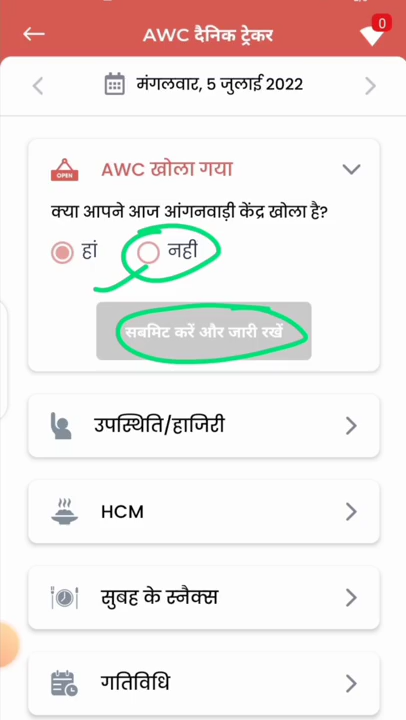 AWC दैनिक ट्रेकर
0
मंगलवार, 5 जुलाई 2022
OPEN
AWC खोला गया
क्या आपने आज आंगनवाड़ी केंद्र खोला है?
हां
नही
सबमिट करें और जारी रखें
उपस्थिति/हाजिरी
HCM
सुबह के स्नैक्स
गतिविधि